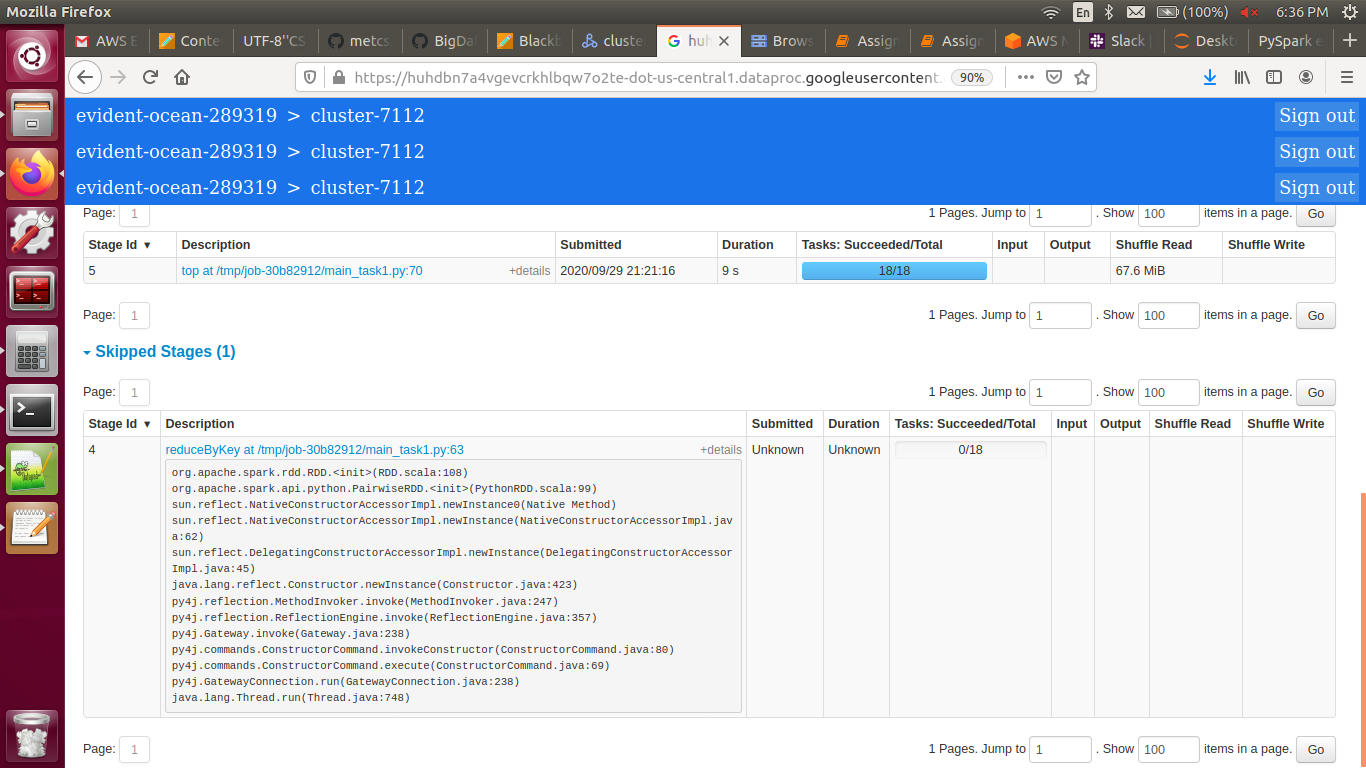 Mozilla Firefox
En
(100%)
6:36 PM
AWS E
Conte
UTF-8''CS
metcs
BigDa
Blackb
cluste
huh
Brows
Assign
Assign
AWS M
Slack
Deskt
PySpark e
https://huhdbn7a4vgevcrkhlbqw7o2te-dot-us-central1.dataproc.googleusercontent.
90%
evident-ocean-289319 > cluster-7112 Sign out
evident-ocean-289319 > cluster-7112 Sign out
evident-ocean-289319 > cluster-7112 Sign out
Page: 1 1 Pages. Jump to 1 . Show 100 items in a page. Go
Stage Id ▾ Description Submitted Duration Tasks: Succeeded/Total Input Output Shuffle Read Shuffle Write
5 top at /tmp/job-30b82912/main_task1.py:70 +details 2020/09/29 21:21:16 9 s 18/18 67.6 MiB
Page: 1 1 Pages. Jump to 1 . Show 100 items in a page. Go
Skipped Stages (1)
Page: 1 1 Pages. Jump to 1 . Show 100 items in a page. Go
Stage Id ▾ Description Submitted Duration Tasks: Succeeded/Total Input Output Shuffle Read Shuffle Write
4 reduceByKey at /tmp/job-30b82912/main_task1.py:63 +details Unknown Unknown 0/18
org.apache.spark.rdd.RDD.<init>(RDD.scala:108)
org.apache.spark.api.python.PairwiseRDD.<init>(PythonRDD.scala:99)
sun.reflect.NativeConstructorAccessorImpl.newInstance0(Native Method)
sun.reflect.NativeConstructorAccessorImpl.newInstance(NativeConstructorAccessorImpl.jav
a:62)
sun.reflect.DelegatingConstructorAccessorImpl.newInstance(DelegatingConstructorAccessor
Impl.java:45)
java.lang.reflect.Constructor.newInstance(Constructor.java:423)
py4j.reflection.MethodInvoker.invoke(MethodInvoker.java:247)
py4j.reflection.ReflectionEngine.invoke(ReflectionEngine.java:357)
py4j.Gateway.invoke(Gateway.java:238)
py4j.commands.ConstructorCommand.invokeConstructor(ConstructorCommand.java:80)
py4j.commands.ConstructorCommand.execute(ConstructorCommand.java:69)
py4j.GatewayConnection.run(GatewayConnection.java:238)
java.lang.Thread.run(Thread.java:748)
Page: 1 1 Pages. Jump to 1 . Show 100 items in a page. Go